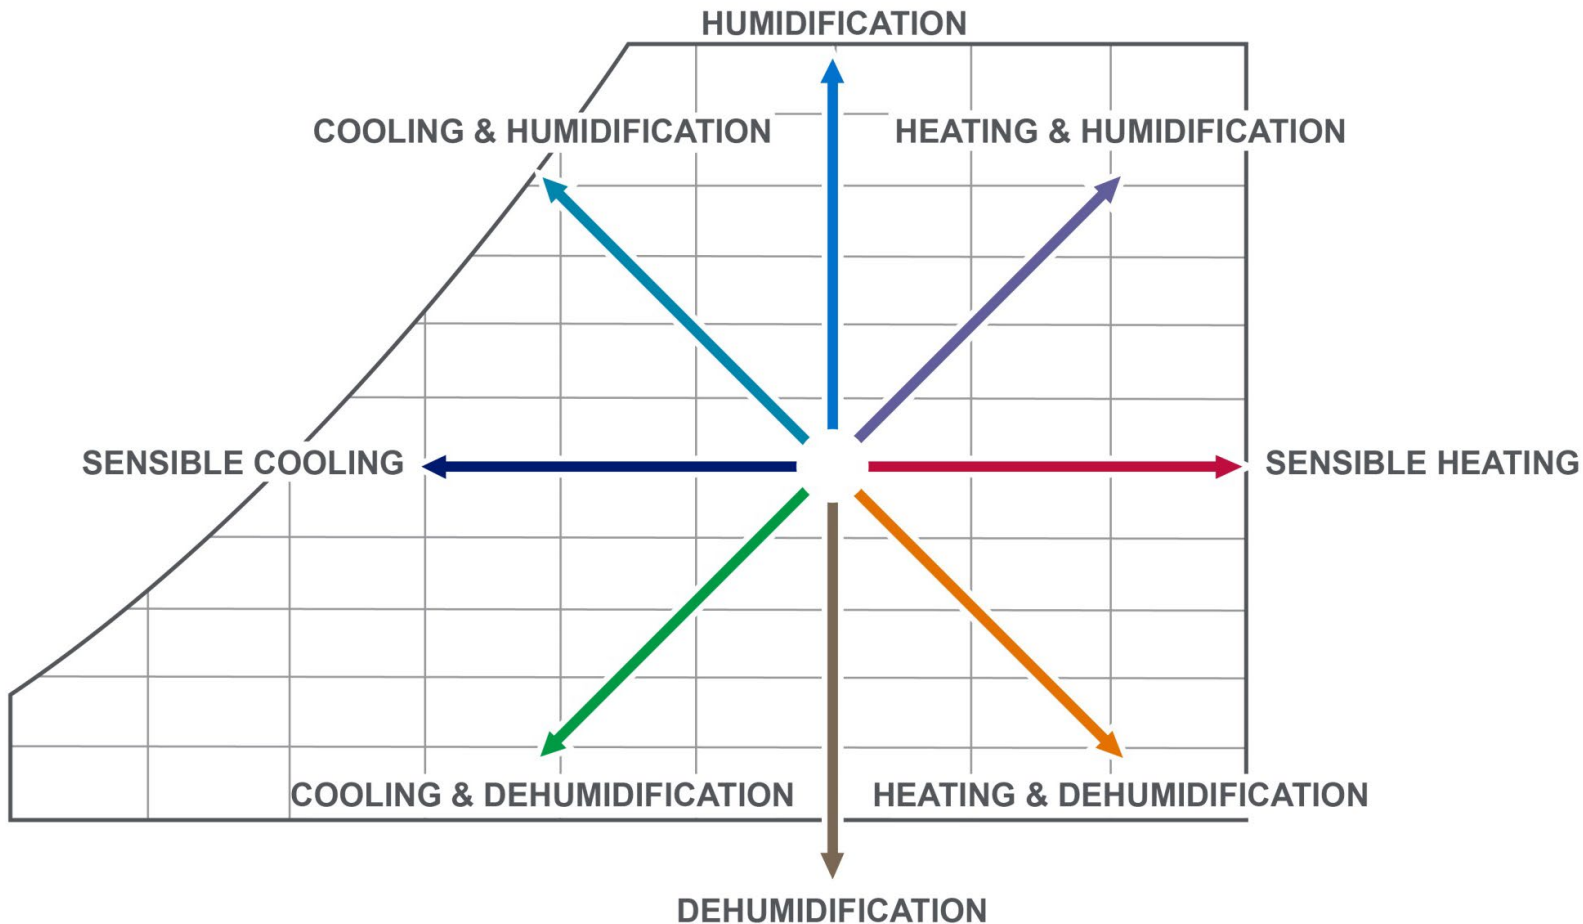 HUMIDIFICATION
COOLING & HUMIDIFICATION
HEATING & HUMIDIFICATION
SENSIBLE COOLING
SENSIBLE HEATING
COOLING & DEHUMIDIFICATION
HEATING & DEHUMIDIFICATION
DEHUMIDIFICATION